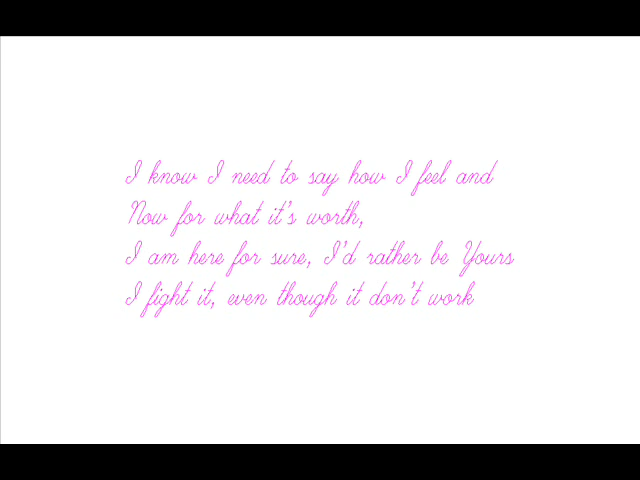 I know I need to say how I feel and
Now for what it's worth,
I am here for sure, I'd rather be Yours
I fight it, even though it don't work